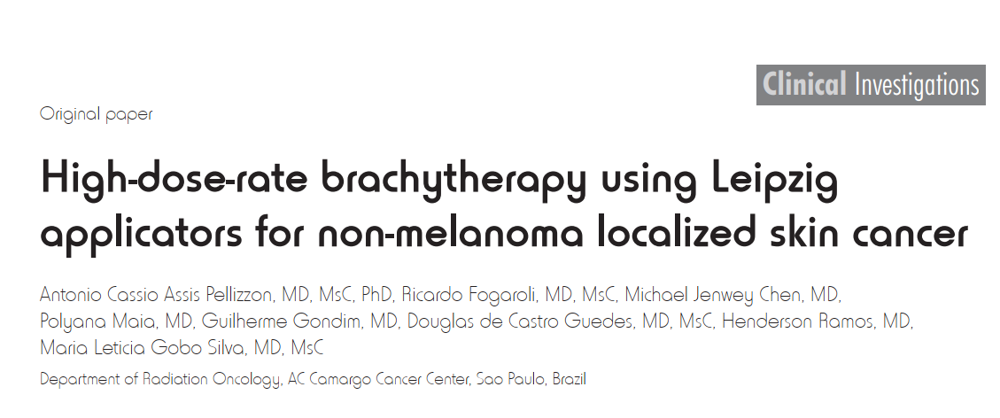 Clinical Investigations
Original paper
High-dose-rate brachytherapy using Leipzig
applicators for non-melanoma localized skin cancer
Antonio Cassio Assis Pellizzon, MD, MsC, PhD, Ricardo Fogaroli, MD, MsC, Michael Jenwey Chen, MD,
Polyana Maia, MD, Guilherme Gondim, MD, Douglas de Castro Guedes, MD, MsC, Henderson Ramos, MD,
Maria Leticia Gobo Silva, MD, MsC
Department of Radiation Oncology, AC Camargo Cancer Center, Sao Paulo, Brazil